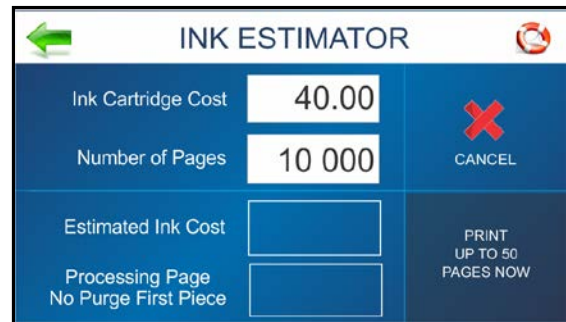 INK ESTIMATOR
Ink Cartridge Cost
40.00
Number of Pages
10 000
CANCEL
Estimated Ink Cost
Processing Page
No Purge First Piece
PRINT
UP TO 50
PAGES NOW